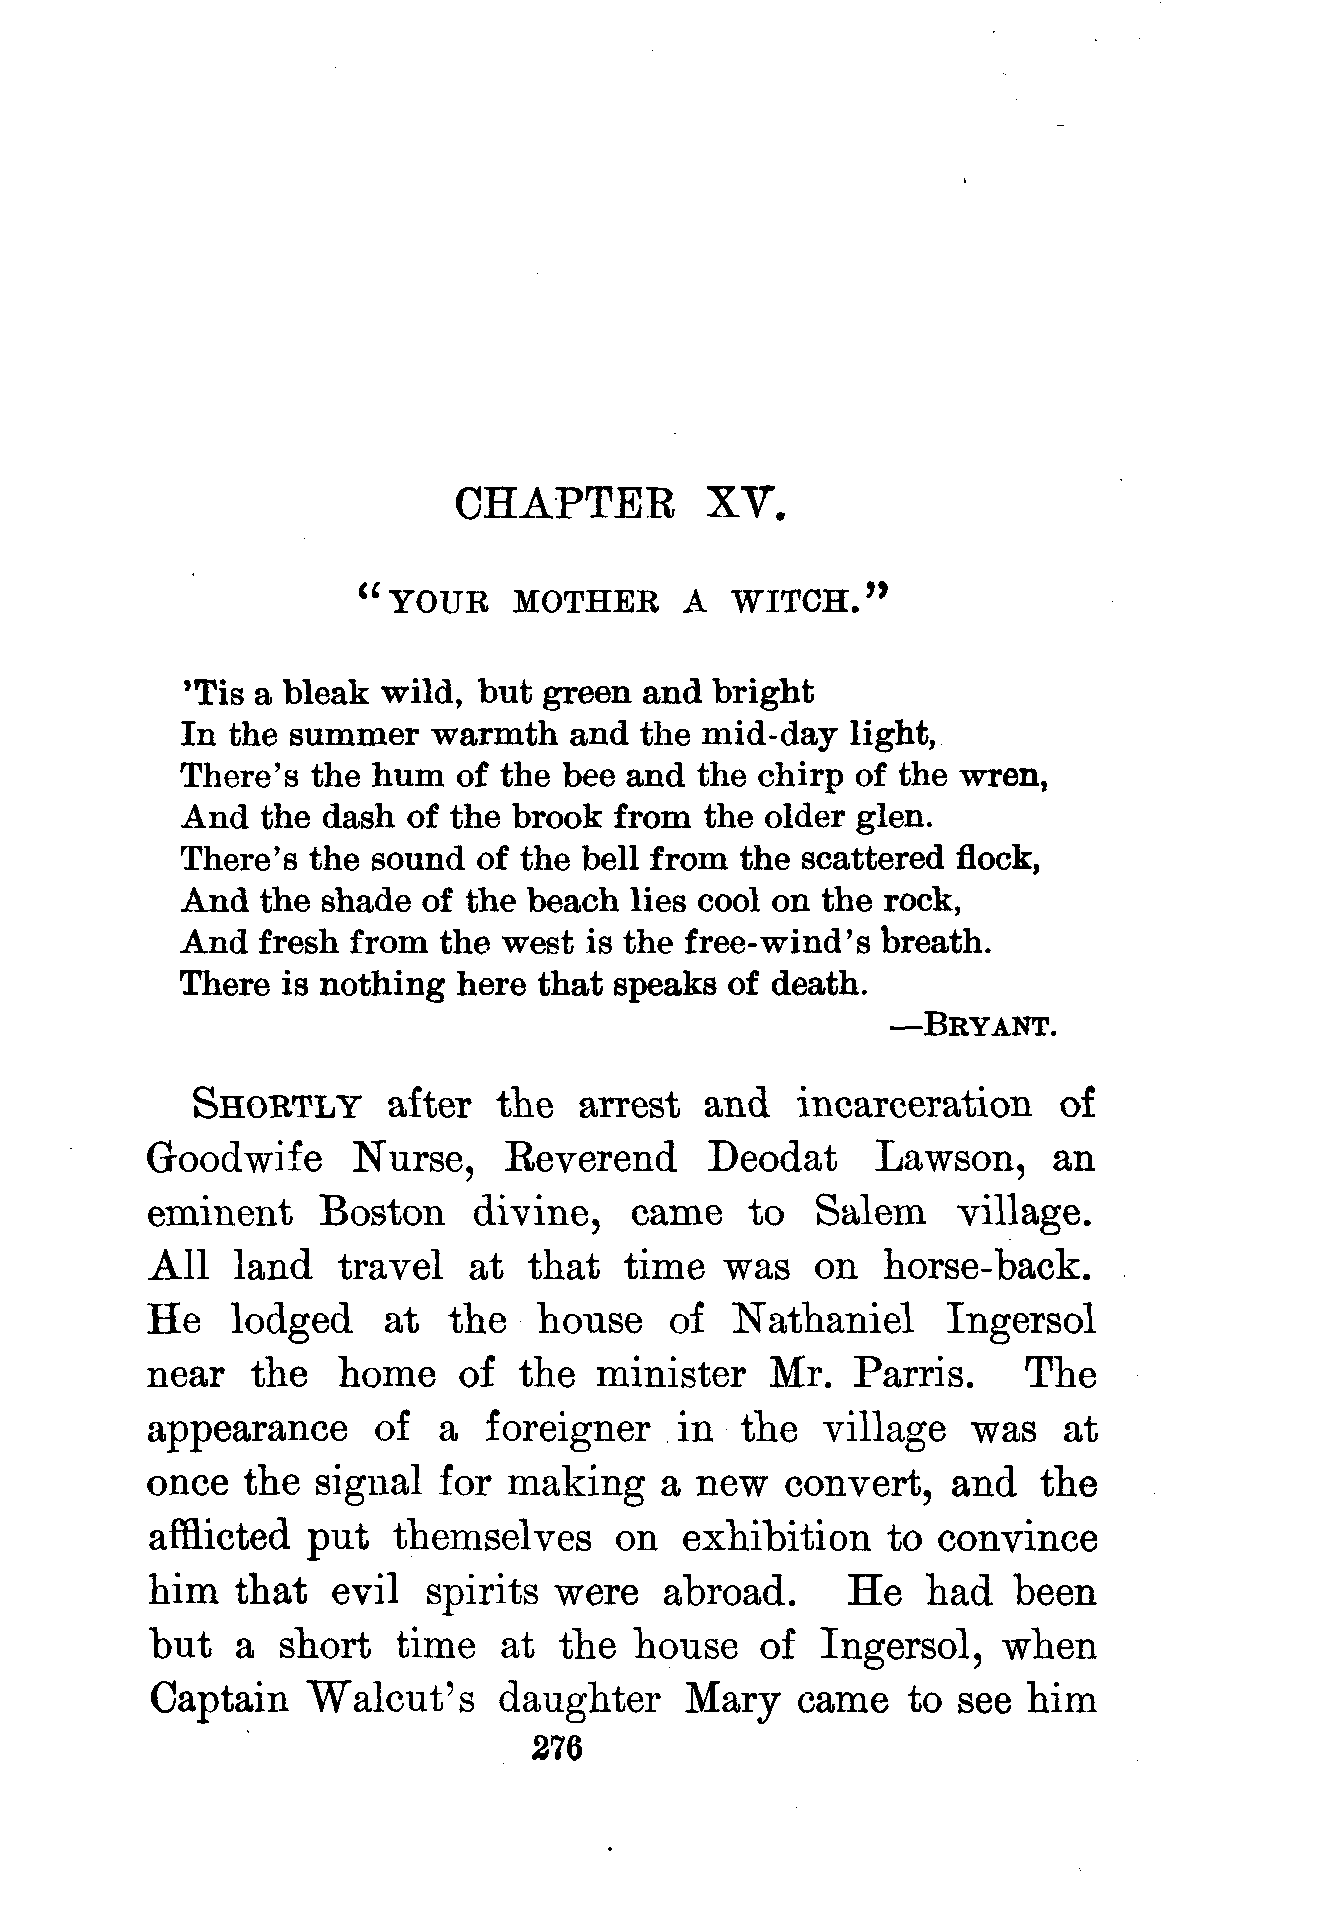 CHAPTER XV.
"YOUR MOTHER A WITCH."
'Tis a bleak wild, but green and bright
In the summer warmth and the mid-day light,
There's the hum of the bee and the chirp of the wren,
And the dash of the brook from the older glen.
There's the sound of the bell from the scattered flock,
And the shade of the beach lies cool on the rock,
And fresh from the west is the free-wind's breath.
There is nothing here that speaks of death.
—BRYANT.
SHORTLY after the arrest and incarceration of
Goodwife Nurse, Reverend Deodat Lawson, an
eminent Boston divine, came to Salem village.
All land travel at that time was on horse-back.
He lodged at the house of Nathaniel Ingersol
near the home of the minister Mr. Parris. The
appearance of a foreigner in the village was at
once the signal for making a new convert, and the
afflicted put themselves on exhibition to convince
him that evil spirits were abroad. He had been
but a short time at the house of Ingersol, when
Captain Walcut's daughter Mary came to see him
276